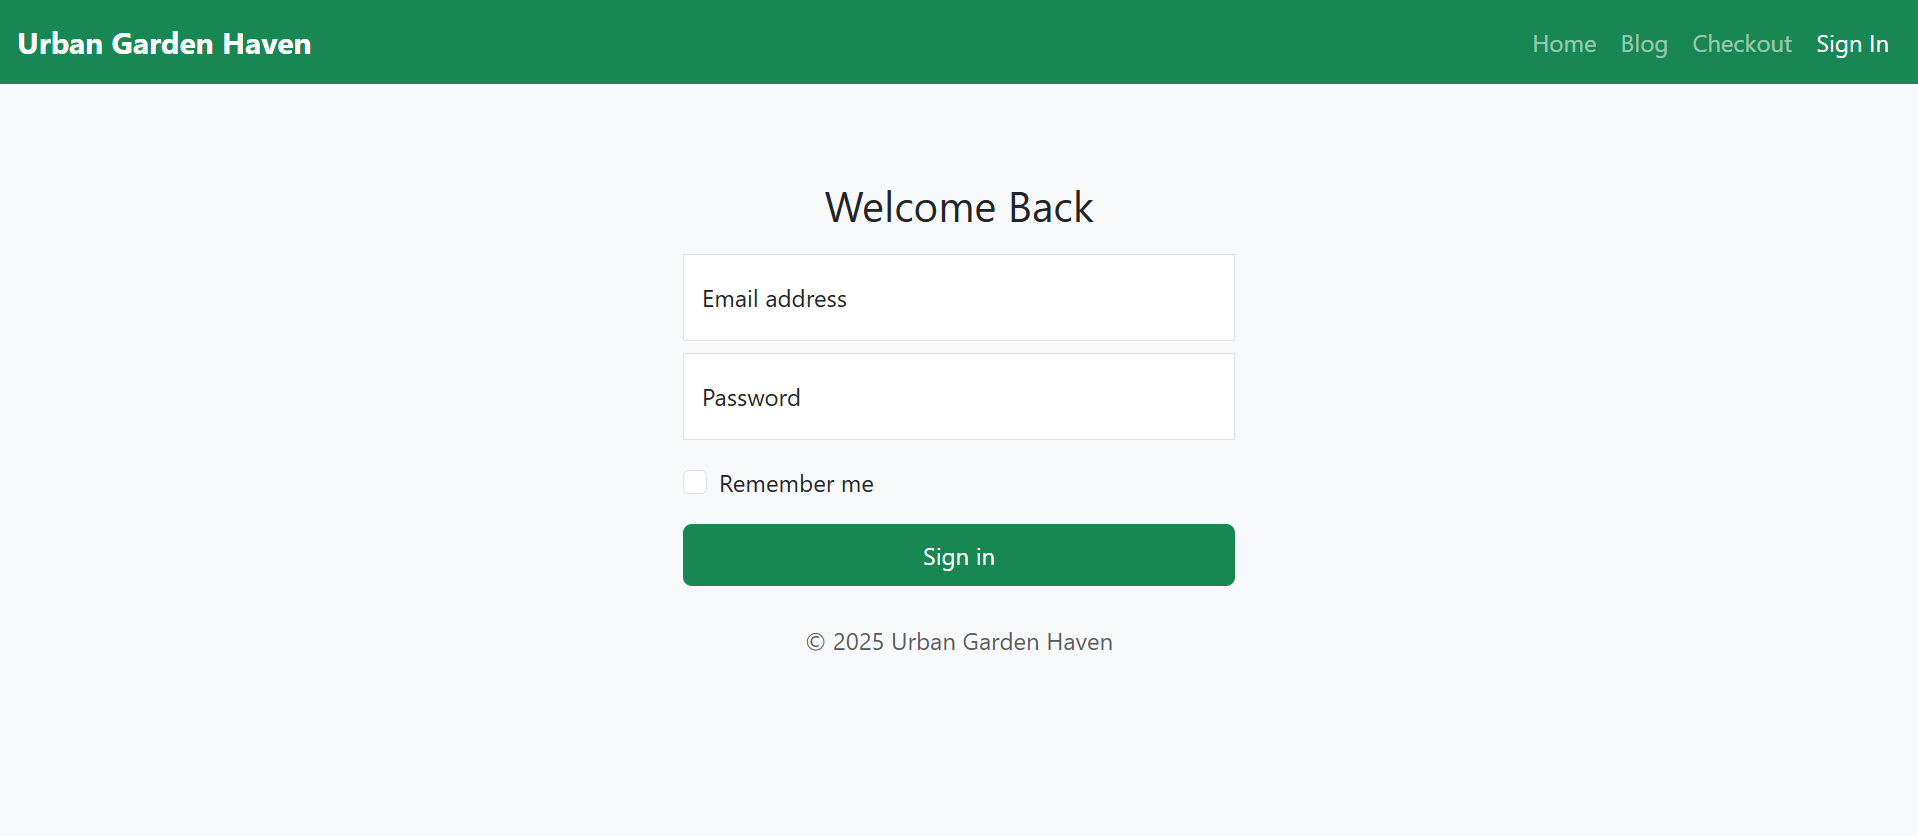 Urban Garden Haven
Home Blog Checkout Sign In
Welcome Back
Email address
Password
Remember me
Sign in
© 2025 Urban Garden Haven